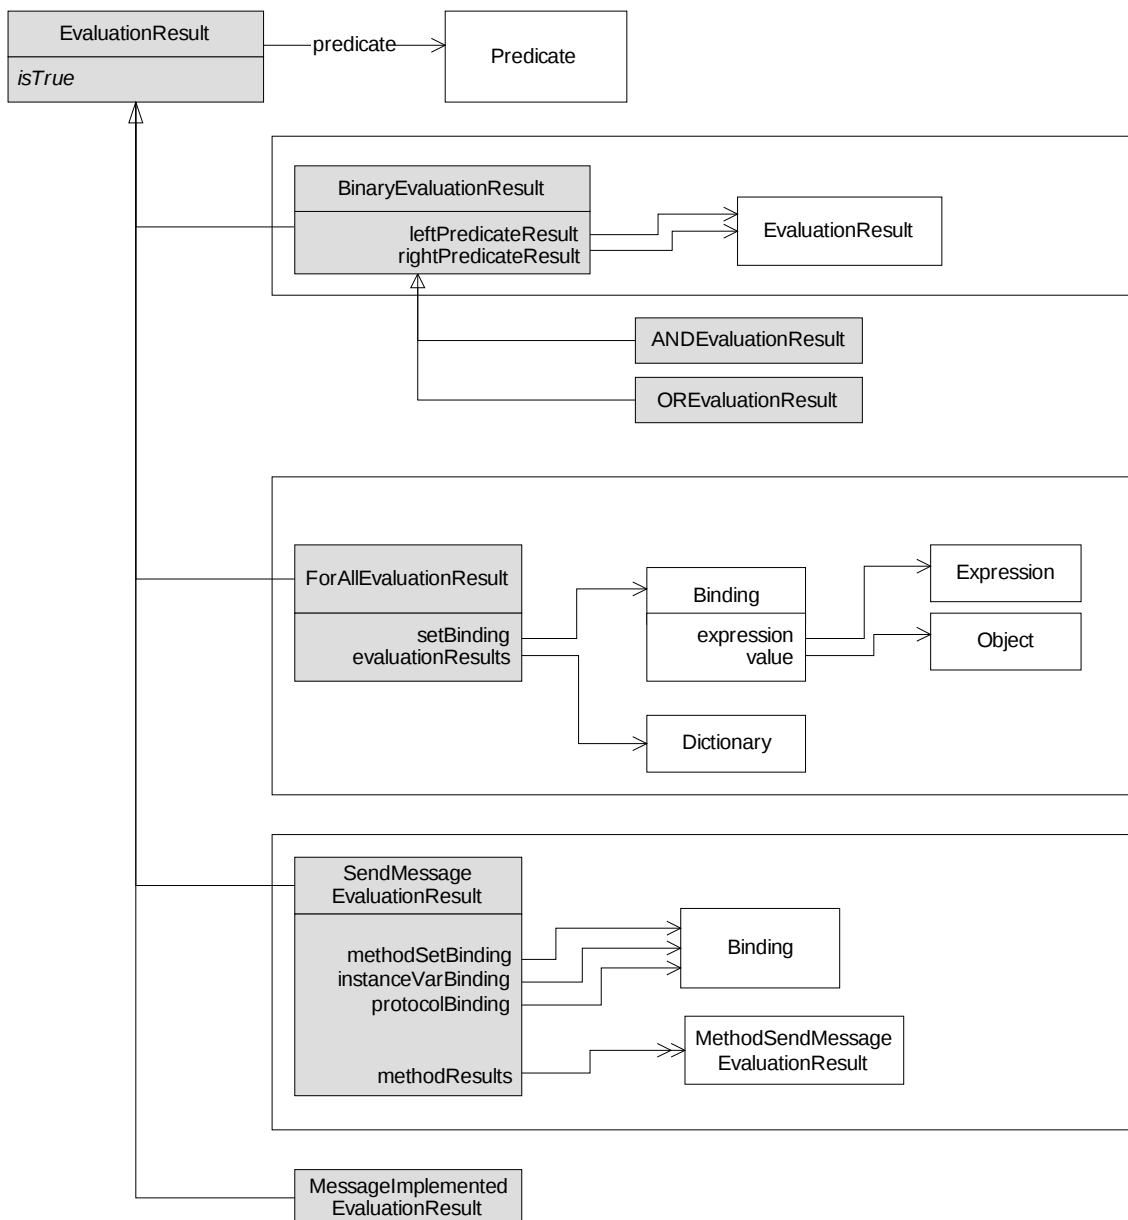 EvaluationResult
isTrue
predicate
Predicate
BinaryEvaluationResult
leftPredicateResult
rightPredicateResult
EvaluationResult
ANDEvaluationResult
OREvaluationResult
ForAllEvaluationResult
setBinding
evaluationResults
Binding
expression
value
Expression
Object
Dictionary
SendMessage
EvaluationResult
methodSetBinding
instanceVarBinding
protocolBinding
methodResults
Binding
MethodSendMessage
EvaluationResult
MessageImplemented
EvaluationResult